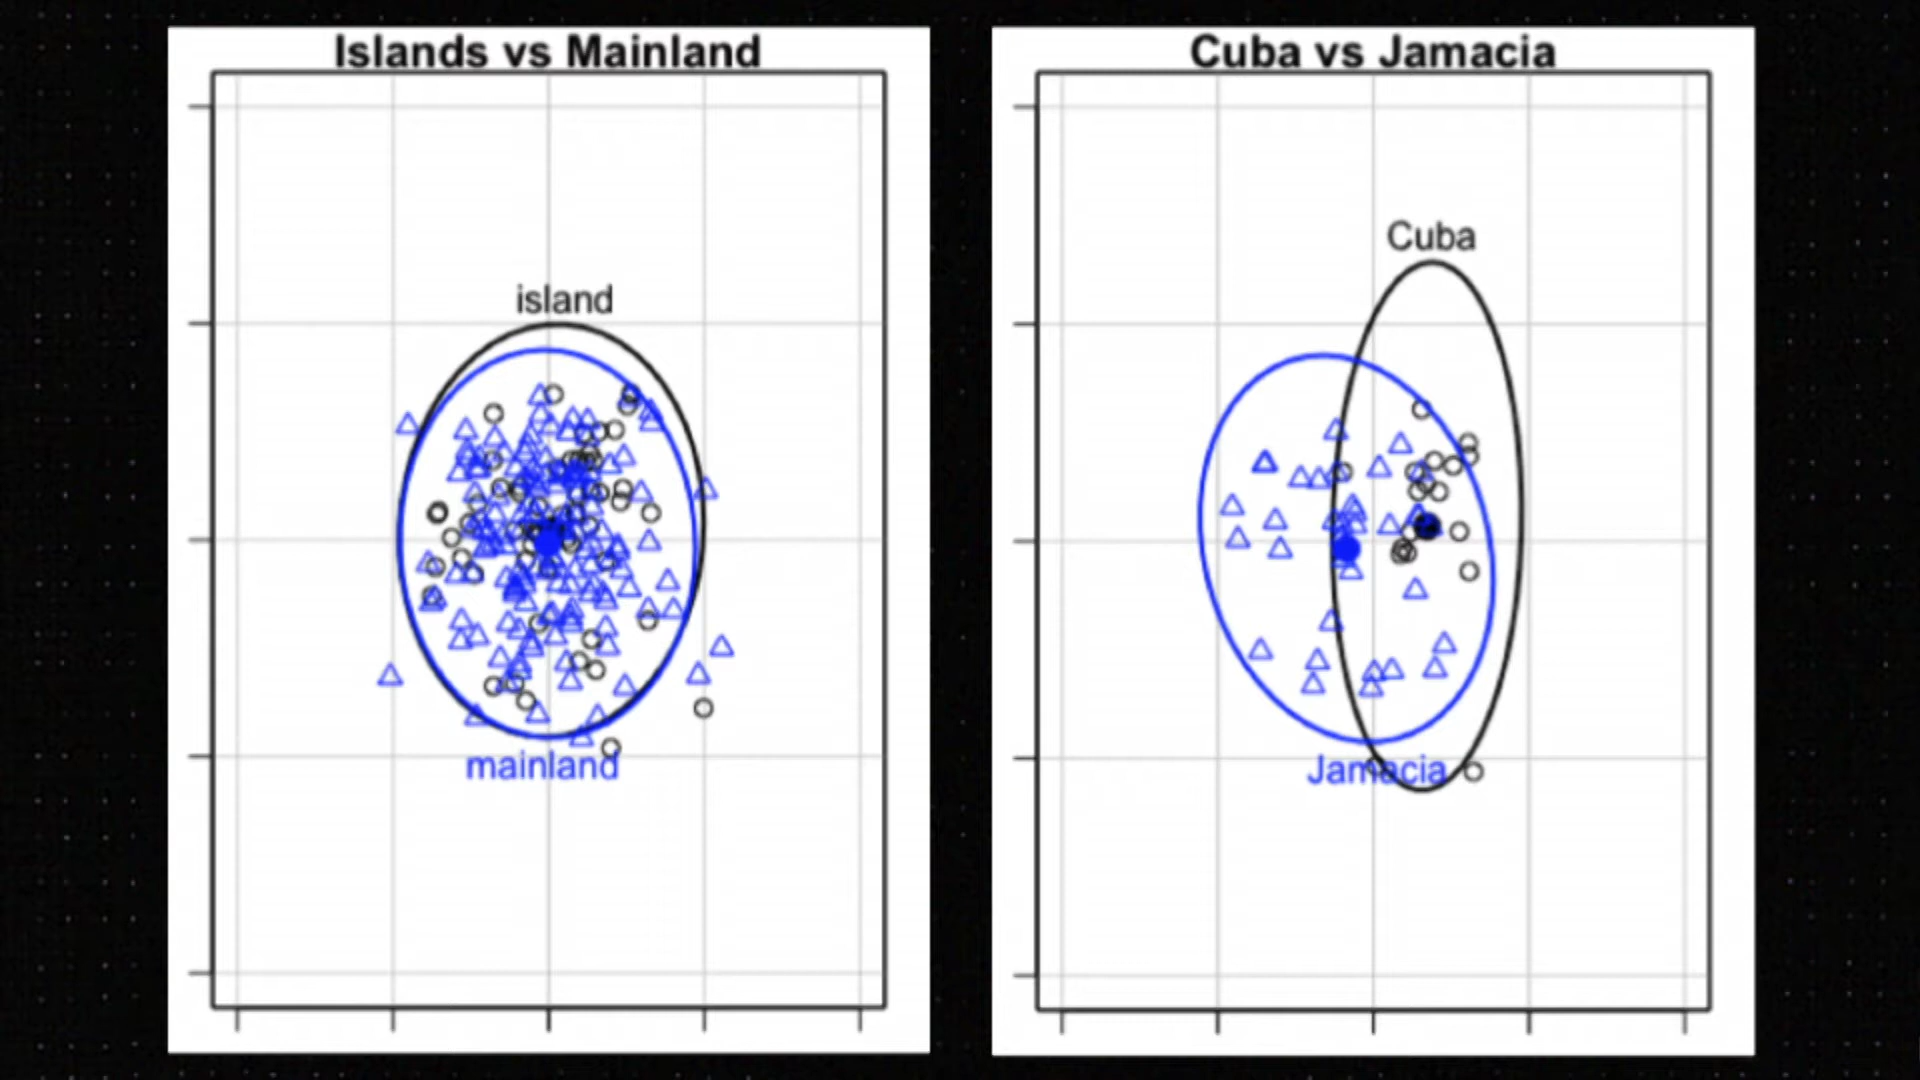 Islands vs Mainland
island
mainland
Cuba vs Jamacia
Cuba
Jamacia